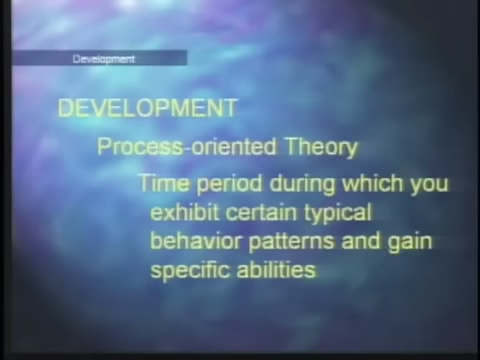 Development
DEVELOPMENT
Process-oriented Theory
Time period during which you
exhibit certain typical
behavior patterns and gain
specific abilities